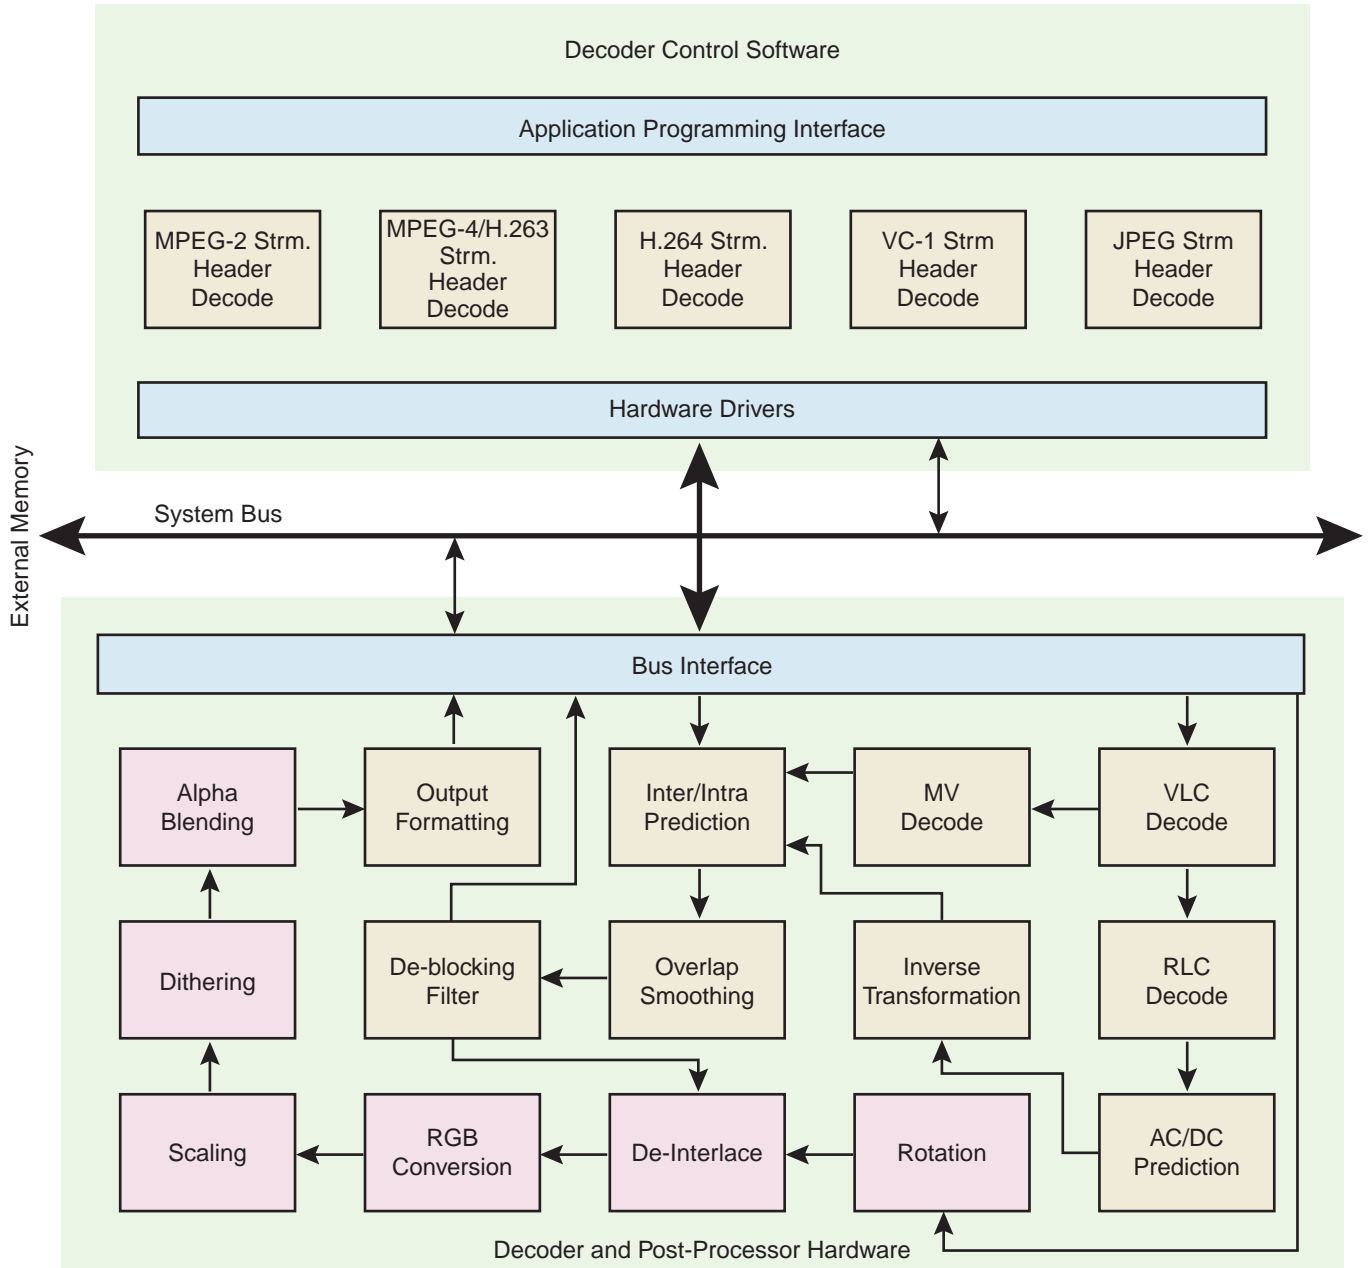 Decoder Control Software
Application Programming Interface
MPEG-2 Strm.
Header
Decode
MPEG-4/H.263
Strm.
Header
Decode
H.264 Strm.
Header
Decode
VC-1 Strm
Header
Decode
JPEG Strm
Header
Decode
Hardware Drivers
External Memory
System Bus
Bus Interface
Alpha
Blending
Output
Formatting
Inter/Intra
Prediction
MV
Decode
VLC
Decode
Dithering
De-blocking
Filter
Overlap
Smoothing
Inverse
Transformation
RLC
Decode
Scaling
RGB
Conversion
De-Interlace
Rotation
AC/DC
Prediction
Decoder and Post-Processor Hardware